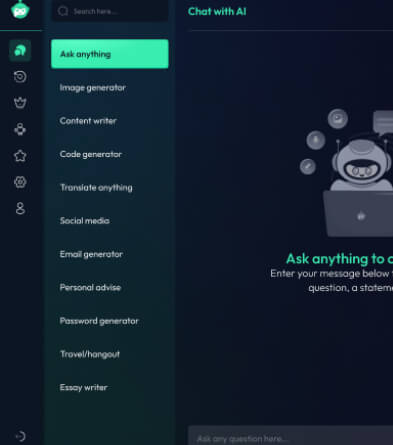 Search here...
Chat with AI
Ask anything
Image generator
Content writer
Code generator
Translate anything
Social media
Email generator
Personal advise
Password generator
Travel/hangout
Essay writer
Ask anything to
Enter your message below
question, a
Ask any question here...